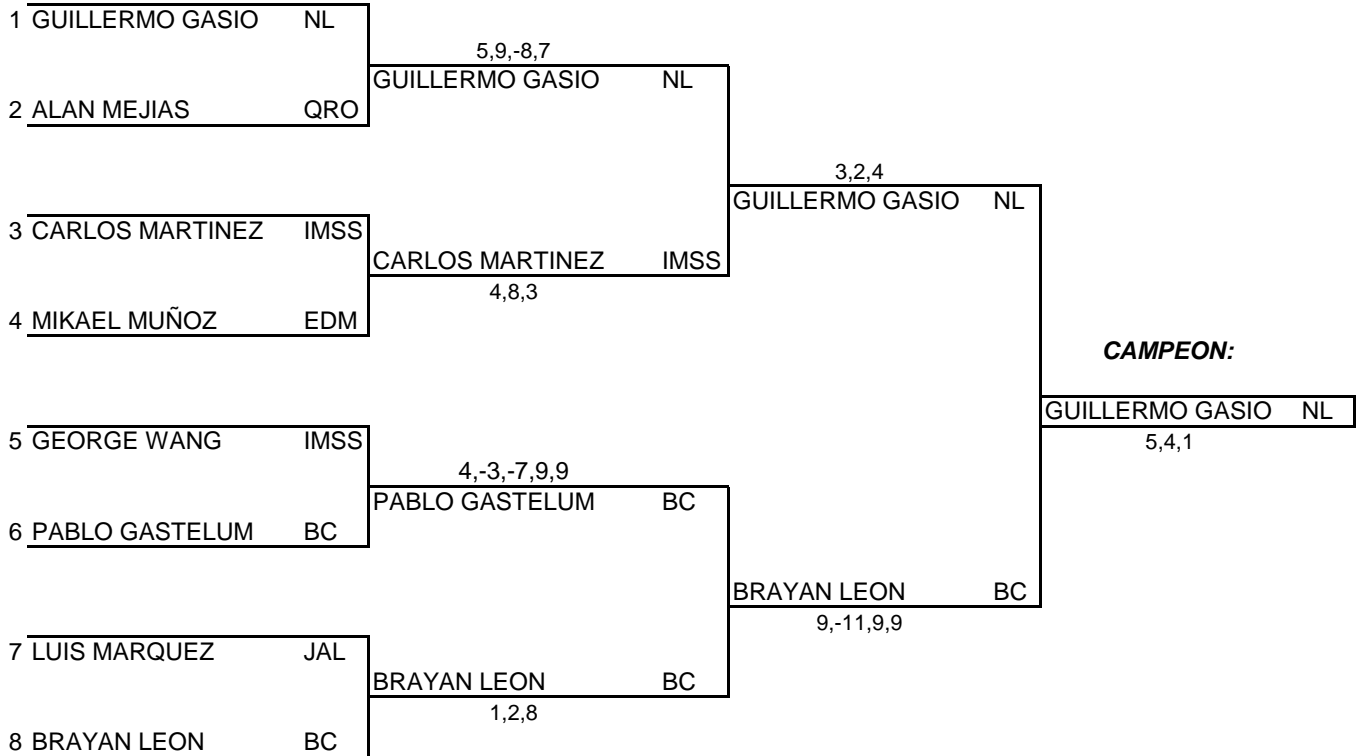 1 GUILLERMO GASIO NL
5,9,-8,7
GUILLERMO GASIO NL
2 ALAN MEJIAS QRO
3,2,4
GUILLERMO GASIO NL
3 CARLOS MARTINEZ IMSS
CARLOS MARTINEZ IMSS
4,8,3
4 MIKAEL MUÑOZ EDM
CAMPEON:
GUILLERMO GASIO NL
5,4,1
5 GEORGE WANG IMSS
4,-3,-7,9,9
PABLO GASTELUM BC
6 PABLO GASTELUM BC
BRAYAN LEON BC
9,-11,9,9
7 LUIS MARQUEZ JAL
BRAYAN LEON BC
1,2,8
8 BRAYAN LEON BC